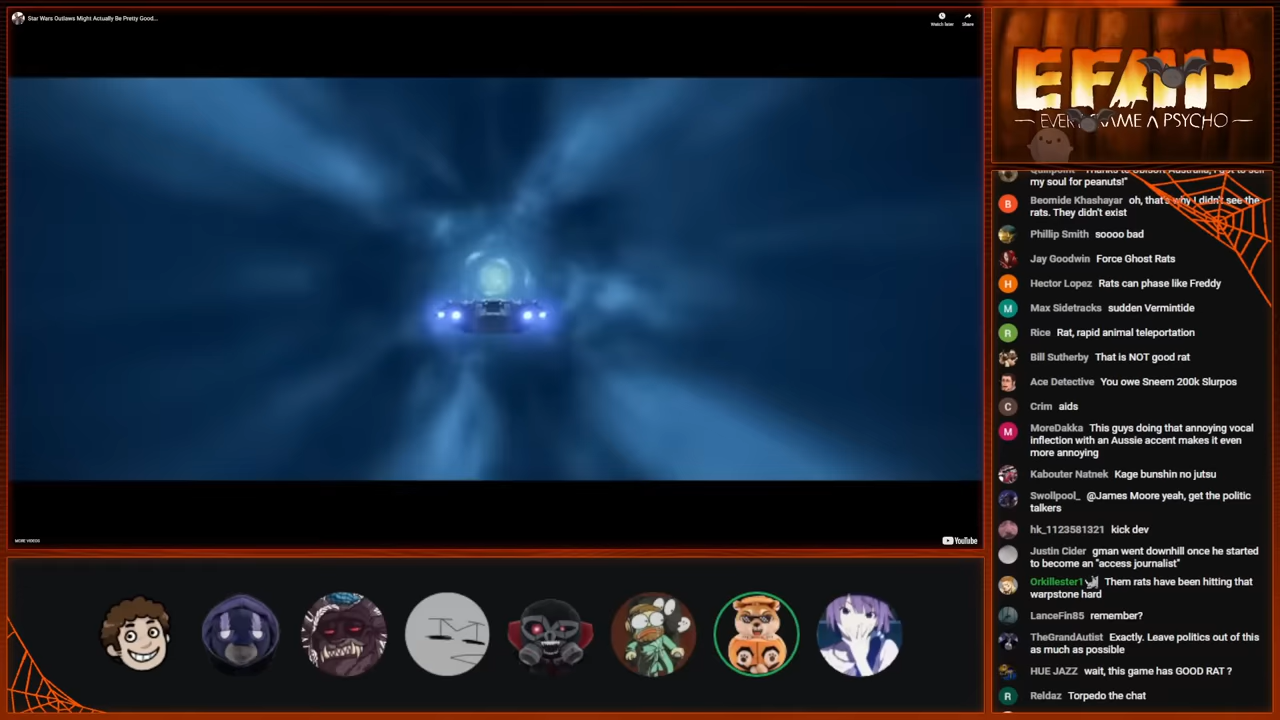 Star Wars Outlaws Might Actually Be Pretty Good...
Watch later
Share
MORE VIDEOS
YouTube
EFAP
EVERY FRAME A PSYCHO
my soul for peanuts!"
Beomide Khashayar oh, that's why I didn't see the
rats. They didn't exist
Phillip Smith soooo bad
Jay Goodwin Force Ghost Rats
Hector Lopez Rats can phase like Freddy
Max Sidetracks sudden Vermintide
Rice Rat, rapid animal teleportation
Bill Sutherby That is NOT good rat
Ace Detective You owe Sneem 200k Slurpos
Crim aids
MoreDakka This guys doing that annoying vocal
inflection with an Aussie accent makes it even
more annoying
Kabouter Natnek Kage bunshin no jutsu
Swollpool_ @James Moore yeah, get the politic
talkers
hk_1123581321 kick dev
Justin Cider gman went downhill once he started
to become an "access journalist"
Orkillester1 Them rats have been hitting that
warpstone hard
LanceFin85 remember?
TheGrandAutist Exactly. Leave politics out of this
as much as possible
HUE JAZZ wait, this game has GOOD RAT ?
Reldaz Torpedo the chat